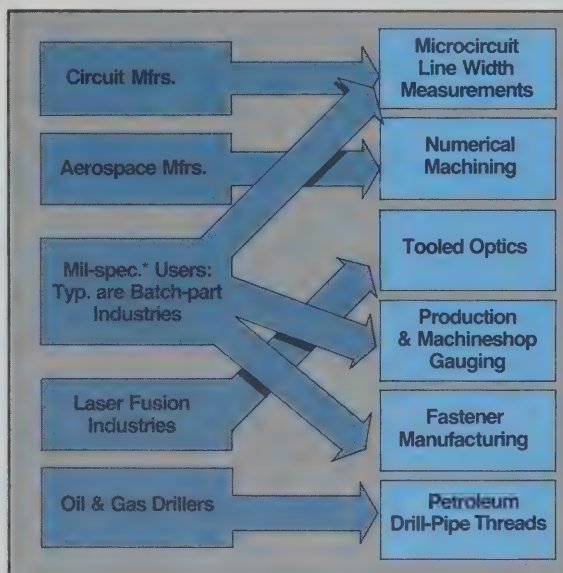 Circuit Mfrs.
Aerospace Mfrs.
Mil-spec.* Users:
Typ. are Batch-part
Industries
Laser Fusion
Industries
Oil & Gas Drillers
Microcircuit
Line Width
Measurements
Numerical
Machining
Tooled Optics
Production
& Machineshop
Gauging
Fastener
Manufacturing
Petroleum
Drill-Pipe Threads